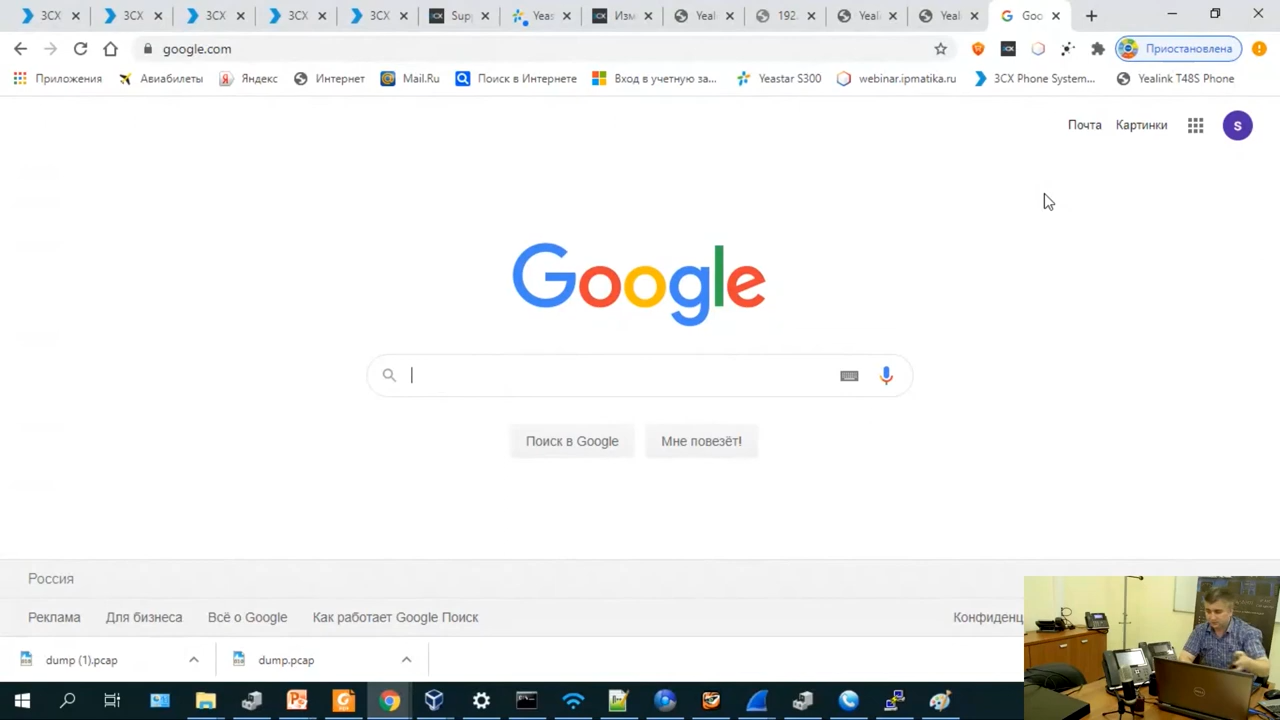 3CX 3CX 3CX 3CX 3CX Supp Yeas Изм Yeal 192. Yeal Yeal Goo
google.com Приостановлена
Приложения Авиабилеты Яндекс Интернет Mail.Ru Поиск в Интернете Вход в учетную за... Yeastar S300 webinar.ipmatika.ru 3CX Phone System... Yealink T48S Phone
Почта Картинки S
Google
Поиск в Google Мне повезёт!
Россия
Реклама Для бизнеса Всё о Google Как работает Google Поиск Конфиденц
dump (1).pcap dump.pcap